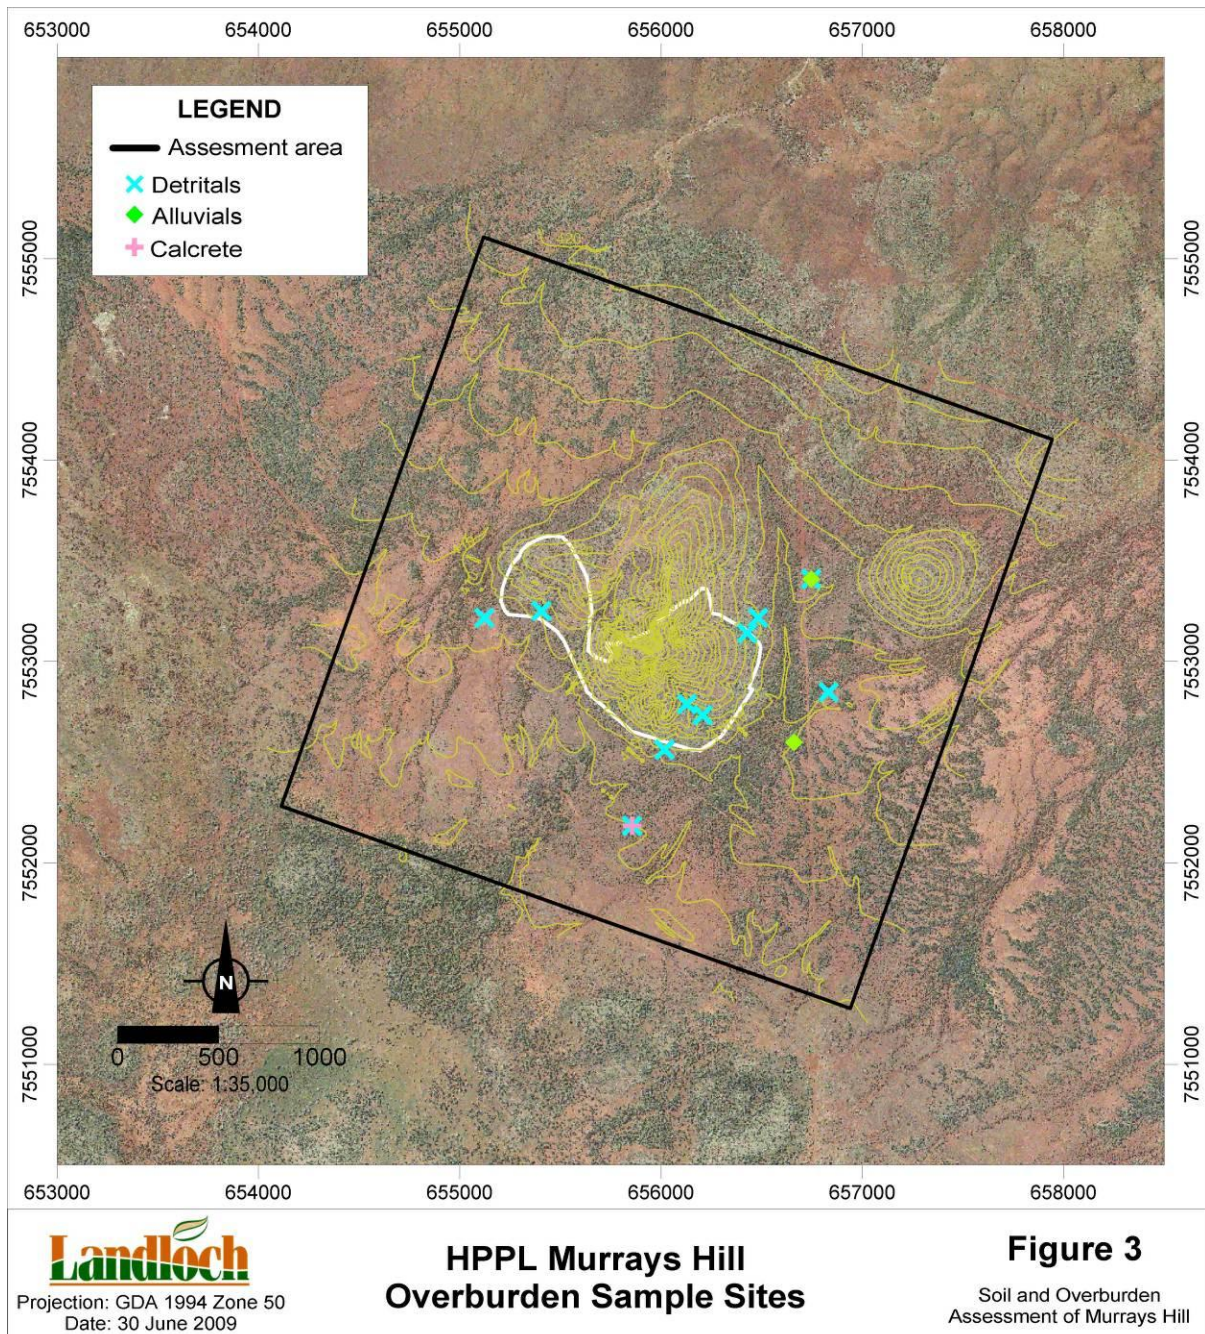 653000 654000 655000 656000 657000 658000
LEGEND
Assesment area
Detritals
Alluvials
Calcrete
7555000 7555000
7554000 7554000
7553000 7553000
7552000 7552000
7551000 7551000
N
0 500 1000
Scale: 1:35,000
653000 654000 655000 656000 657000 658000
Landloch
Projection: GDA 1994 Zone 50
Date: 30 June 2009
HPPL Murrays Hill
Overburden Sample Sites
Figure 3
Soil and Overburden
Assessment of Murrays Hill